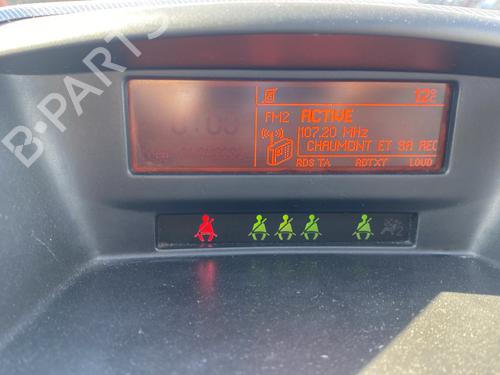 B-PARTS
12°
FM2 ACTIVE
107.20 MHz
CHAUMONT ET SA REG
RDS TA RDTXT LOUD